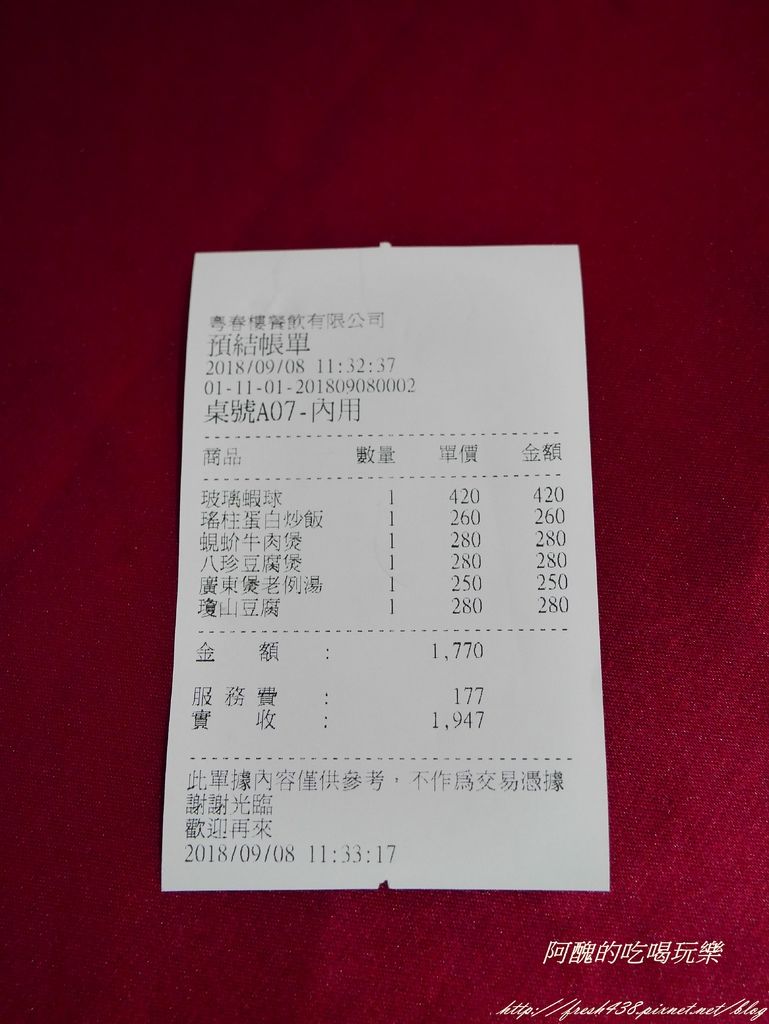 粵春樓餐飲有限公司
預結帳單
2018/09/08 11:32:37
01-11-01-201809080002
桌號A07-內用
商品 數量 單價 金額
玻璃蝦球 1 420 420
瑤柱蛋白炒飯 1 260 260
蜆蚧牛肉煲 1 280 280
八珍豆腐煲 1 280 280
廣東煲老例湯 1 250 250
瓊山豆腐 1 280 280
金額 : 1,770
服務費 : 177
實收 : 1,947
此單據內容僅供參考，不作為交易憑據
謝謝光臨
歡迎再來
2018/09/08 11:33:17
阿醜的吃喝玩樂
http://fresh438.pixnet.net/blog